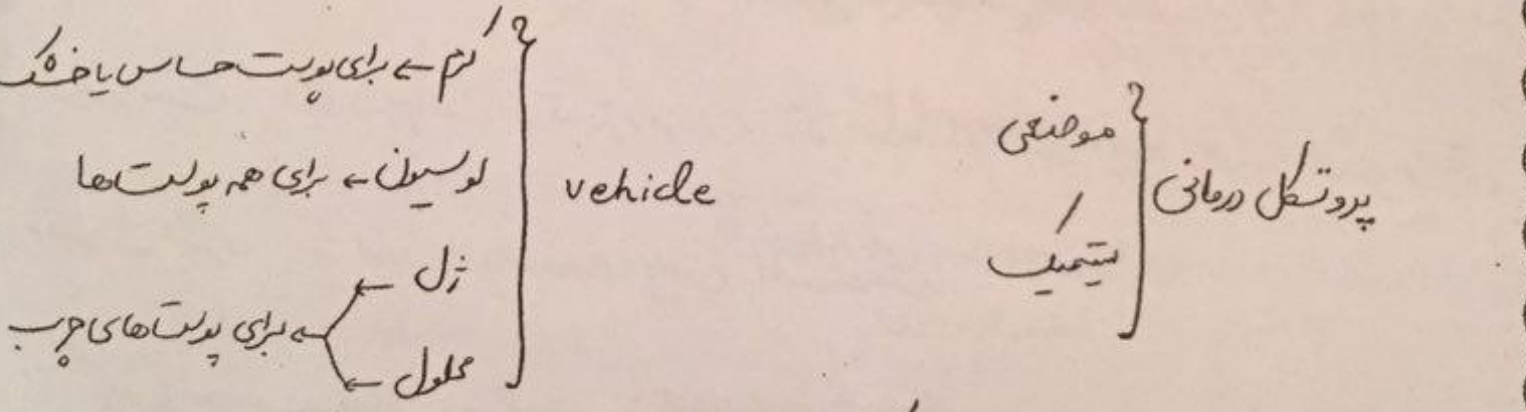 پروتکل درمانی
موضعی
سیستمیک
vehicle
کرم ← برای پوست حساس یا خشک
لوسیون ← برای همه پوست‌ها
ژل ←
محلول ←
← برای پوست‌های چرب